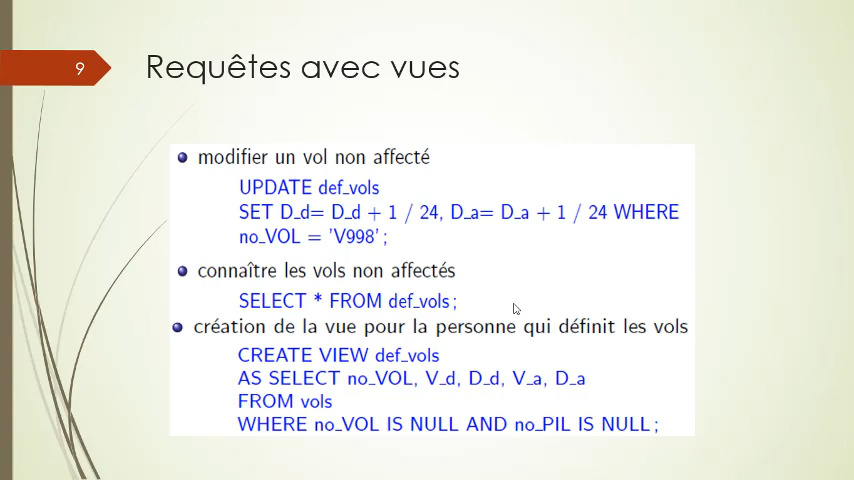 9
Requêtes avec vues
modifier un vol non affecté
UPDATE def_vols
SET D_d= D_d + 1 / 24, D_a= D_a + 1 / 24 WHERE
no_VOL = 'V998' ;
connaître les vols non affectés
SELECT * FROM def_vols ;
création de la vue pour la personne qui définit les vols
CREATE VIEW def_vols
AS SELECT no_VOL, V_d, D_d, V_a, D_a
FROM vols
WHERE no_VOL IS NULL AND no_PIL IS NULL ;